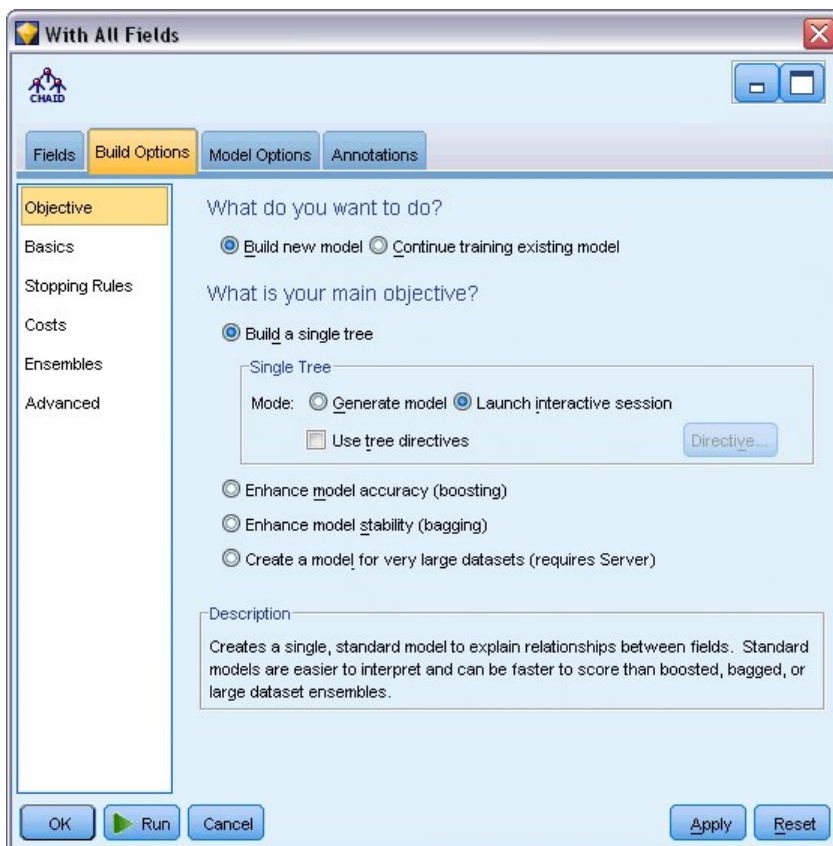 With All Fields
CHAID
Fields Build Options Model Options Annotations
Objective
Basics
Stopping Rules
Costs
Ensembles
Advanced
What do you want to do?
Build new model Continue training existing model
What is your main objective?
Build a single tree
Single Tree
Mode: Generate model Launch interactive session
Use tree directives Directive...
Enhance model accuracy (boosting)
Enhance model stability (bagging)
Create a model for very large datasets (requires Server)
Description
Creates a single, standard model to explain relationships between fields. Standard
models are easier to interpret and can be faster to score than boosted, bagged, or
large dataset ensembles.
OK Run Cancel Apply Reset